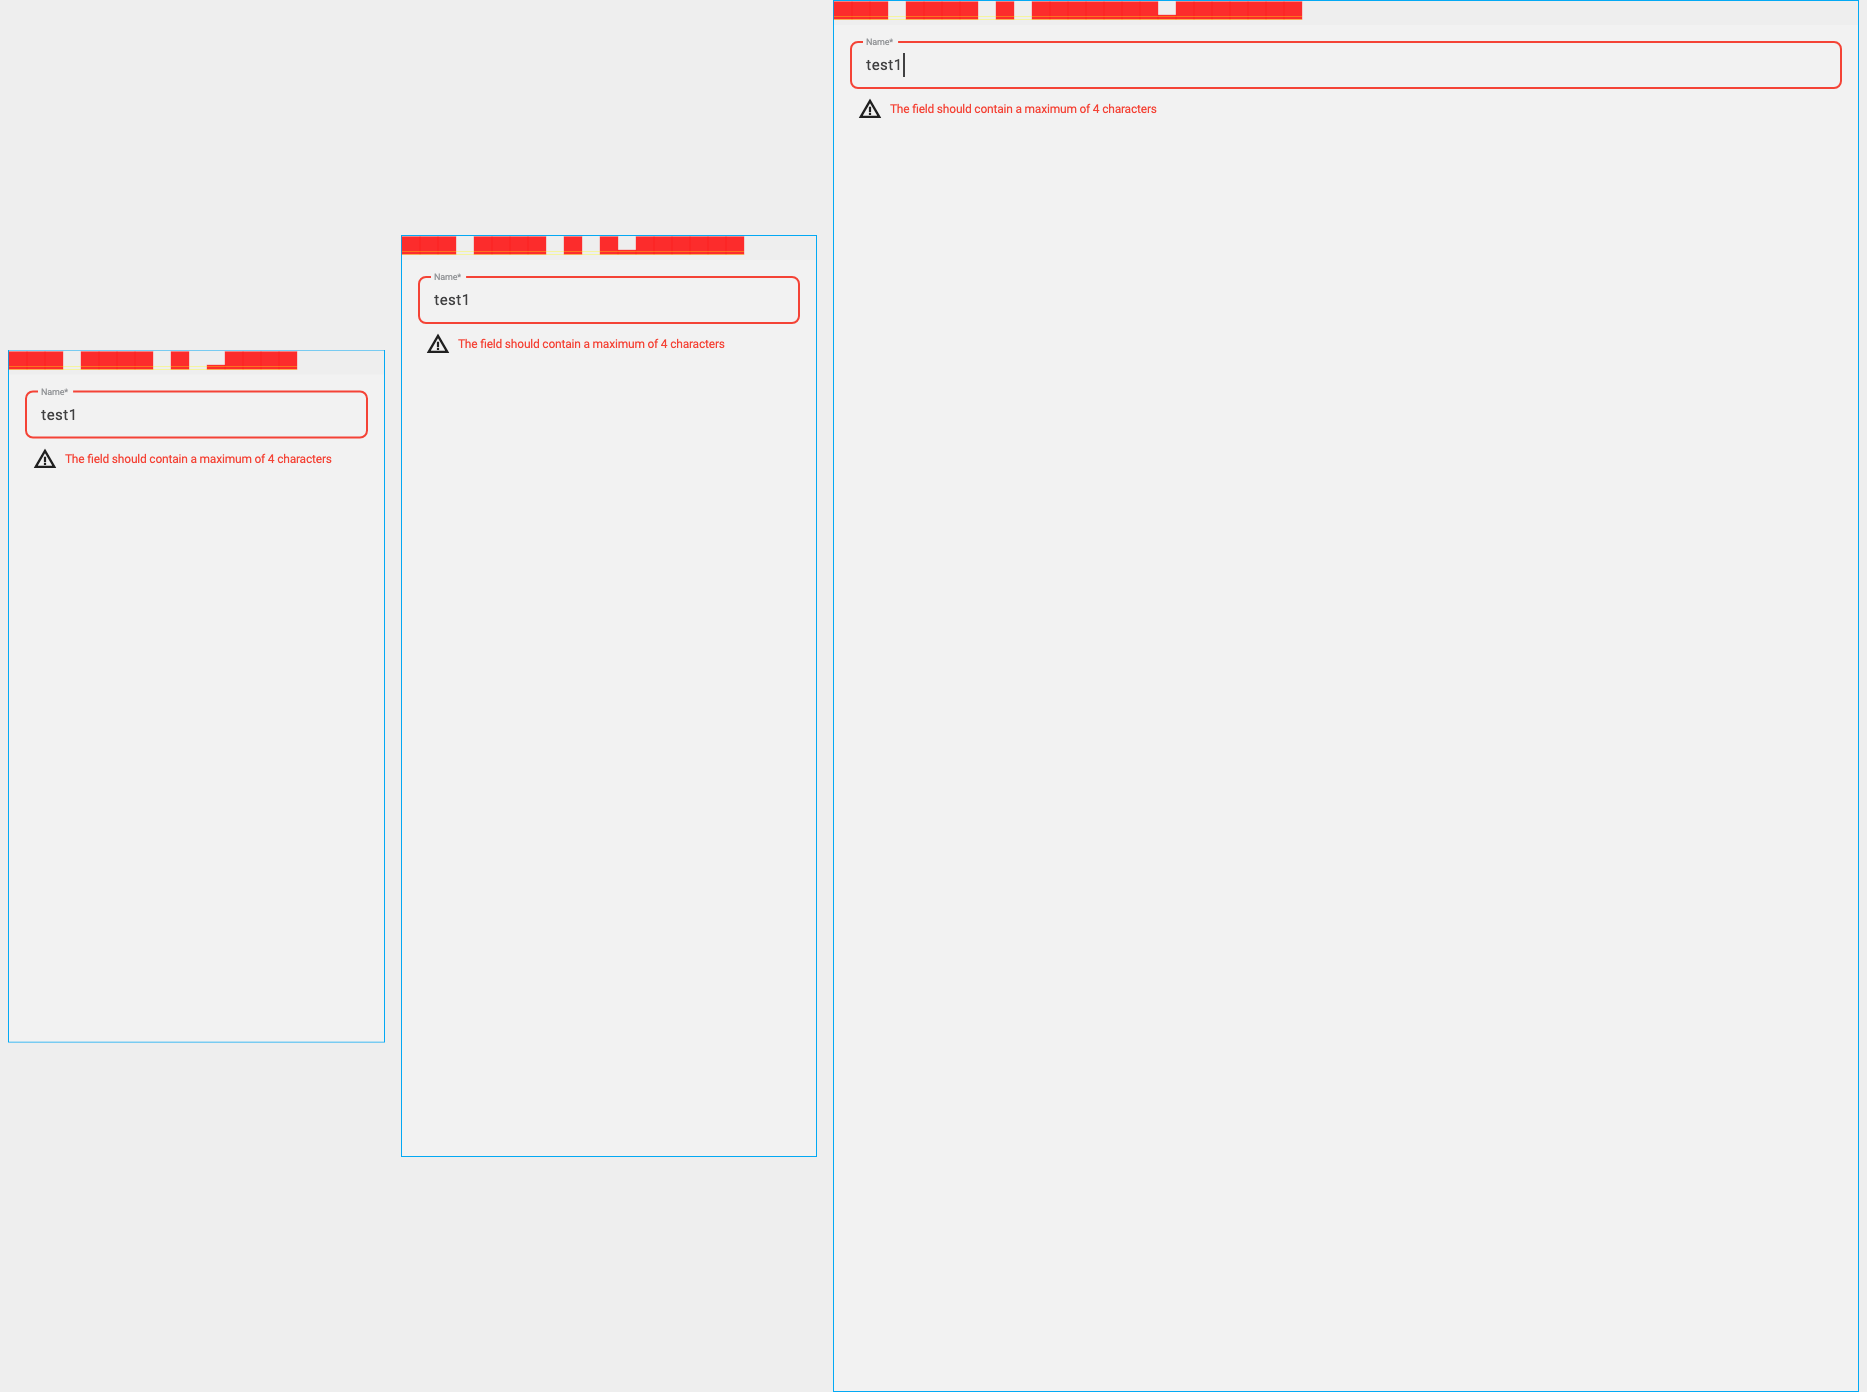 Name*
test1
The field should contain a maximum of 4 characters
Name*
test1
The field should contain a maximum of 4 characters
Name*
test1
The field should contain a maximum of 4 characters